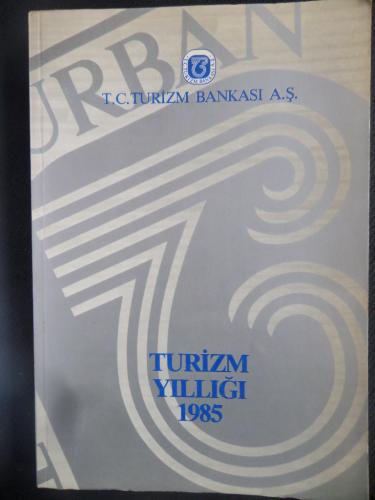 URBAN
T.C.TURİZM BANKASI A.Ş.
TURİZM
YILLIĞI
1985